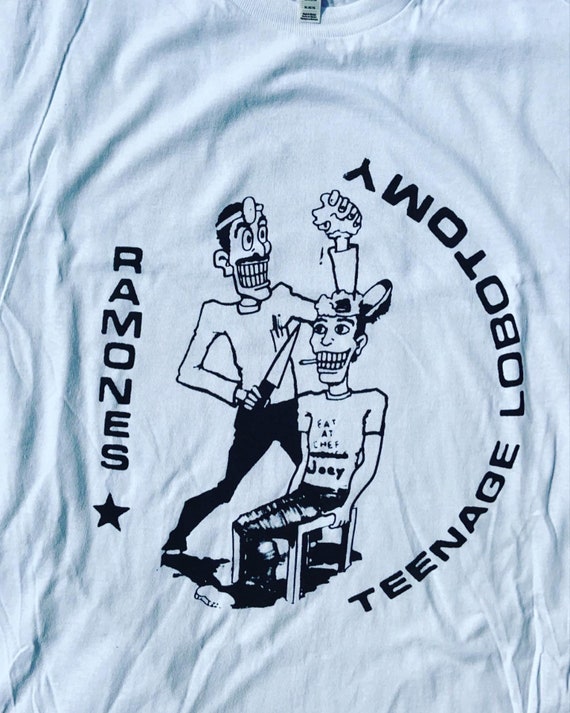 RAMONES
TEENAGE LOBOTOMY
EAT
AT
CHEF
Joey